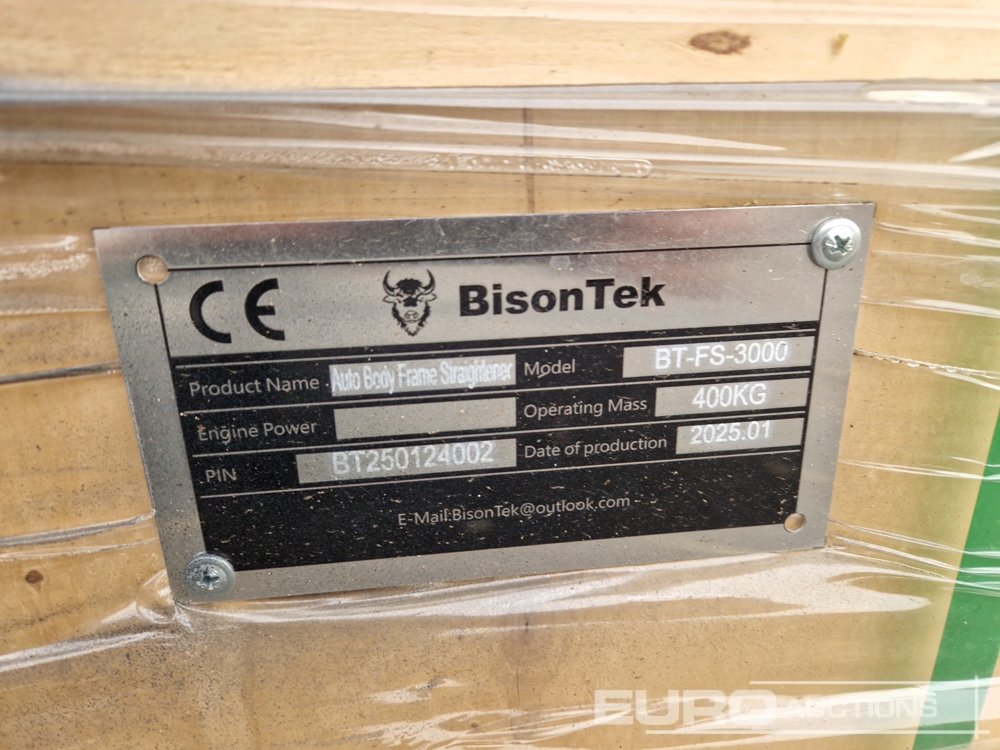 CE BisonTek
Product Name Auto Body Frame Straightener Model BT-FS-3000
Engine Power Operating Mass 400KG
PIN BT250124002 Date of production 2025.01
E-Mail:BisonTek@outlook.com
EURO AUCTIONS